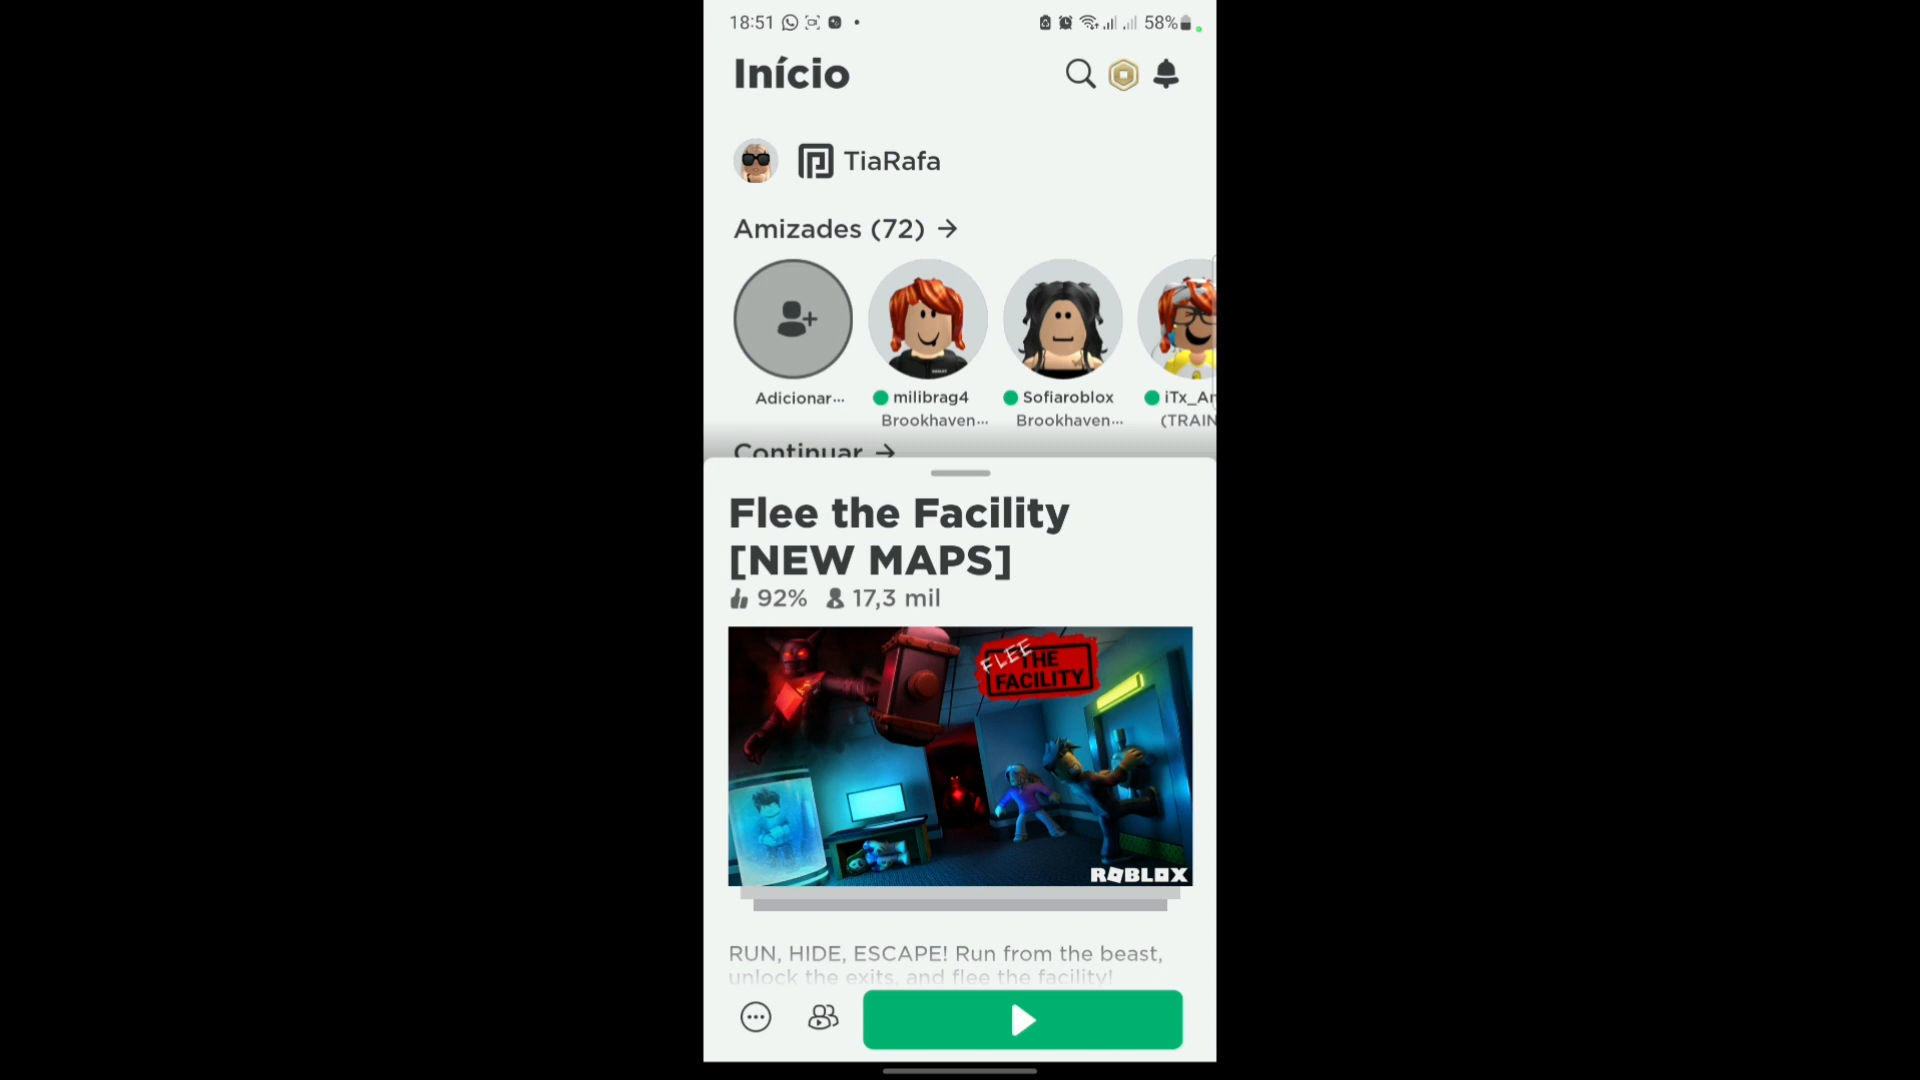 18:51
58%
Início
TiaRafa
Amizades (72) →
Adicionar...
milibrag4
Sofiaroblox
iTx_Ar
Brookhaven...
Brookhaven...
(TRAIN
Continuar →
Flee the Facility
[NEW MAPS]
92% 17,3 mil
FLEE
THE
FACILITY
ROBLOX
RUN, HIDE, ESCAPE! Run from the beast,
unlock the exits, and flee the facility!